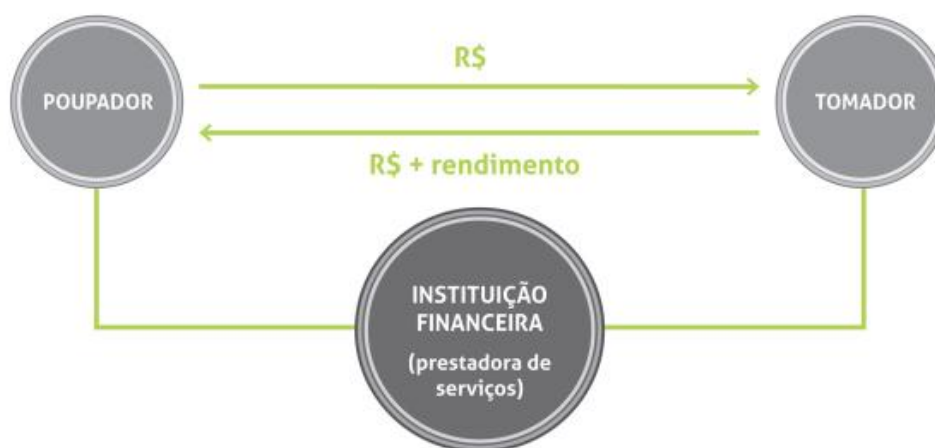 R$
POUPADOR
TOMADOR
R$ + rendimento
INSTITUIÇÃO
FINANCEIRA
(prestadora de
serviços)